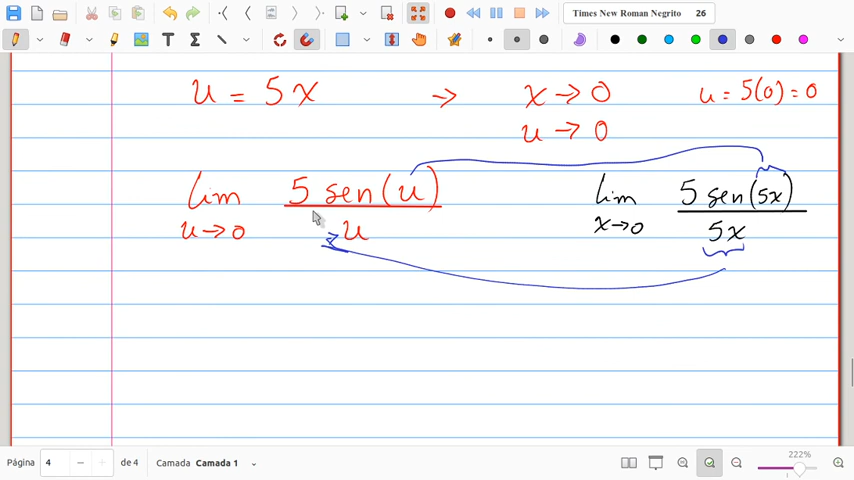 Times New Roman Negrito 26
u = 5x → x → 0 u = 5(0) = 0
u → 0
lim 5 sen(u) lim 5 sen(5x)
u → 0 u x → 0 5x
222%
Página 4 de 4 Camada Camada 1